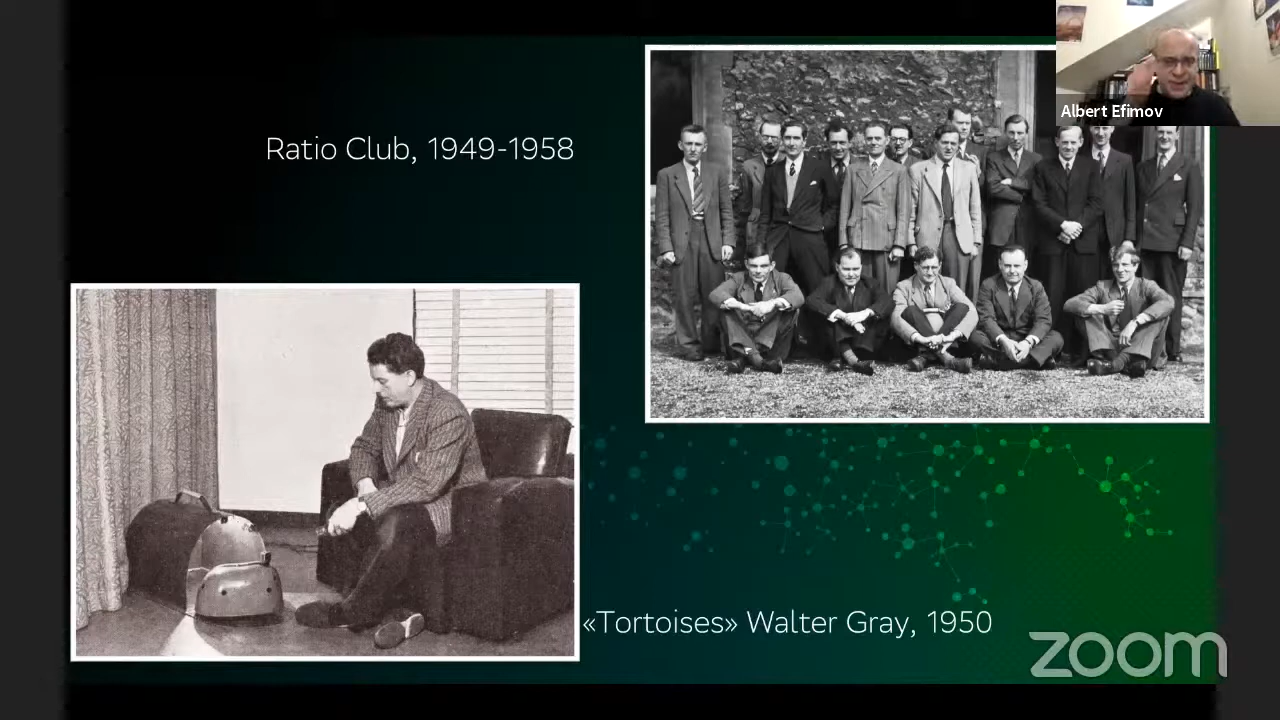 Albert Efimov
Ratio Club, 1949-1958
«Tortoises» Walter Gray, 1950
zoom